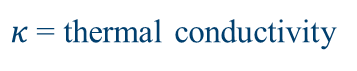 κ = thermal conductivity